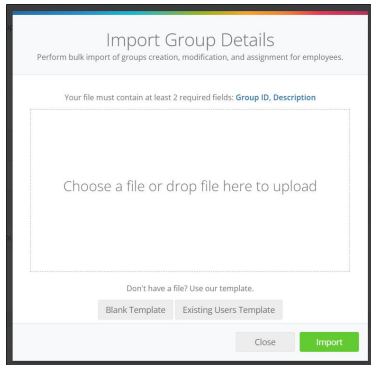 Import Group Details
Perform bulk import of groups creation, modification, and assignment for employees.
Your file must contain at least 2 required fields: Group ID, Description
Choose a file or drop file here to upload
Don't have a file? Use our template.
Blank Template Existing Users Template
Close Import